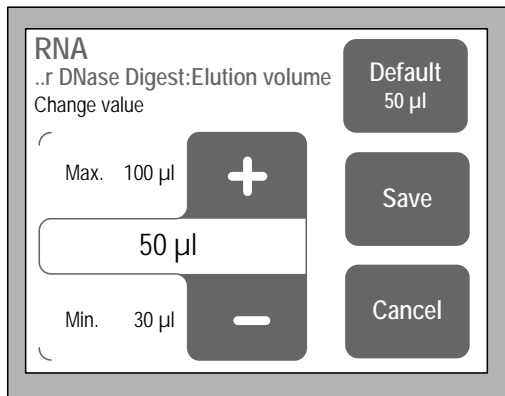 RNA
..r DNase Digest:Elution volume
Change value
Default
50 µl
Max. 100 µl
+
Save
50 µl
Min. 30 µl
−
Cancel